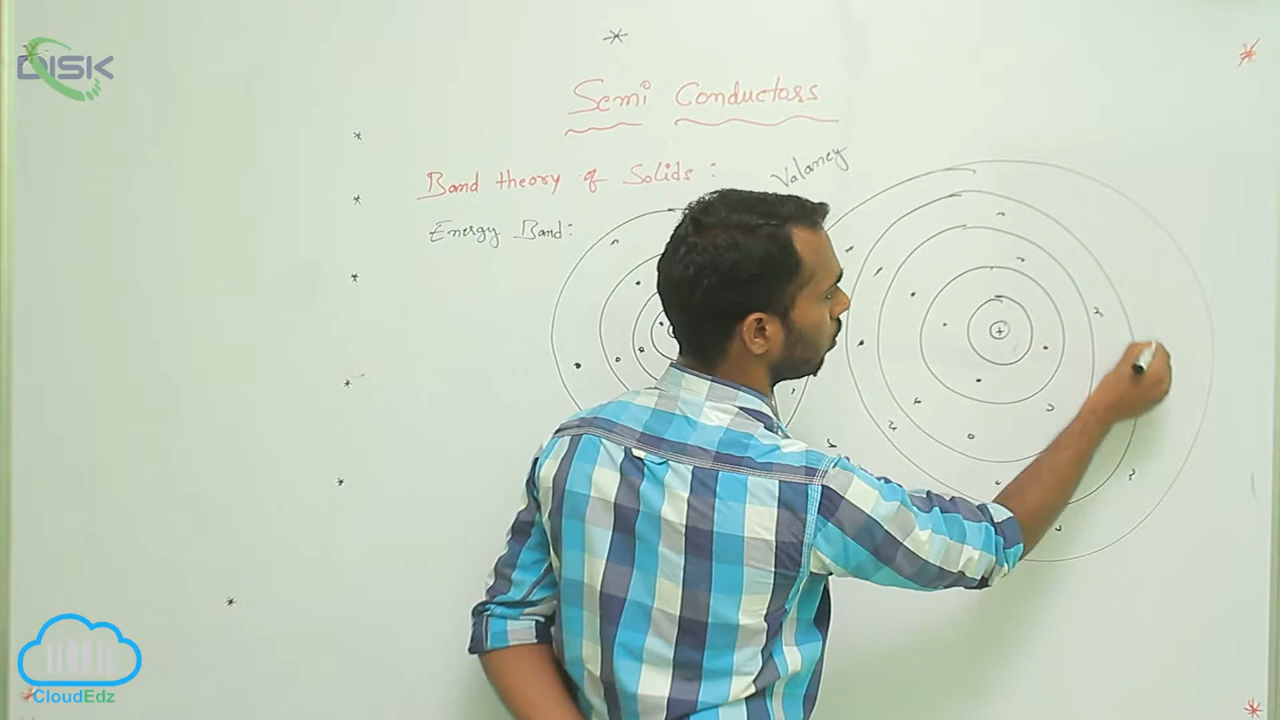 DISK
Semi Conductors
Valancy
Band theory of Solids :
Energy Band :
+
CloudEdz